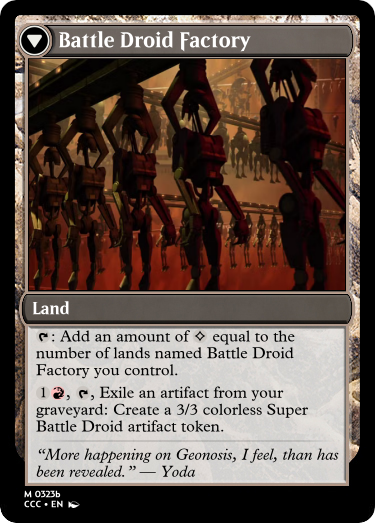 Battle Droid Factory
Land
: Add an amount of equal to the
number of lands named Battle Droid
Factory you control.
1 , , Exile an artifact from your
graveyard: Create a 3/3 colorless Super
Battle Droid artifact token.
“More happening on Geonosis, I feel, than has
been revealed.” — Yoda
M 0323b
CCC • EN